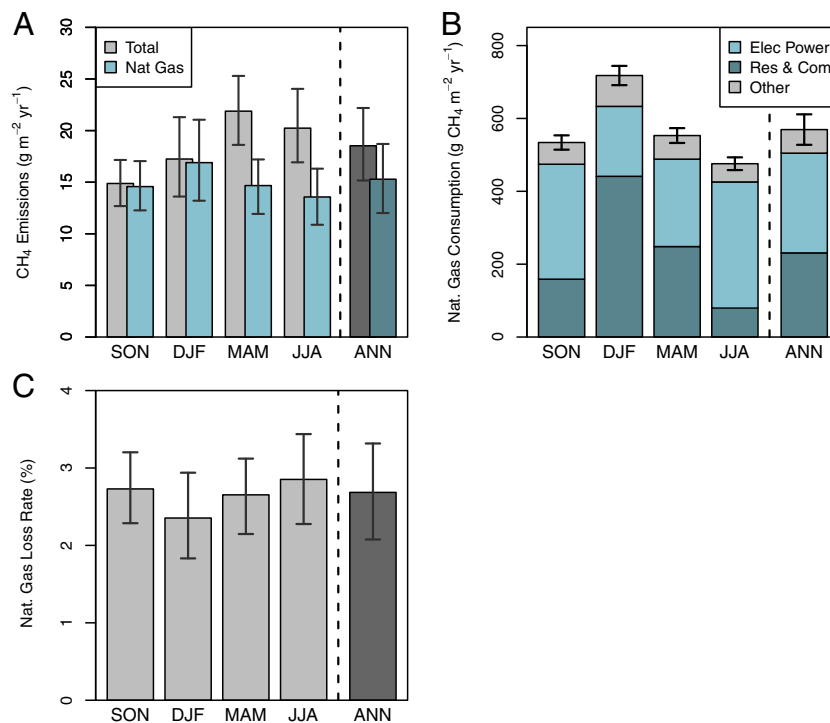 A
CH₄ Emissions (g m⁻² yr⁻¹)
30
25
20
15
10
5
0
Total
Nat Gas
SON DJF MAM JJA ANN
B
Nat. Gas Consumption (g CH₄ m⁻² yr⁻¹)
800
600
400
200
0
Elec Power
Res & Com
Other
SON DJF MAM JJA ANN
C
Nat. Gas Loss Rate (%)
4
3
2
1
0
SON DJF MAM JJA ANN